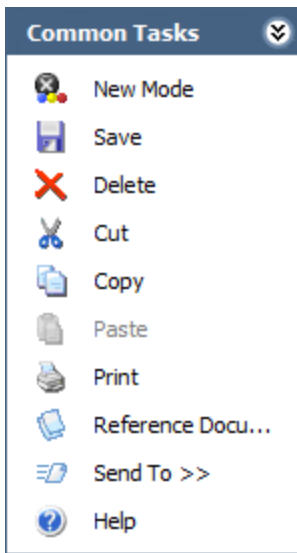 Common Tasks
New Mode
Save
Delete
Cut
Copy
Paste
Print
Reference Docu...
Send To >>
Help